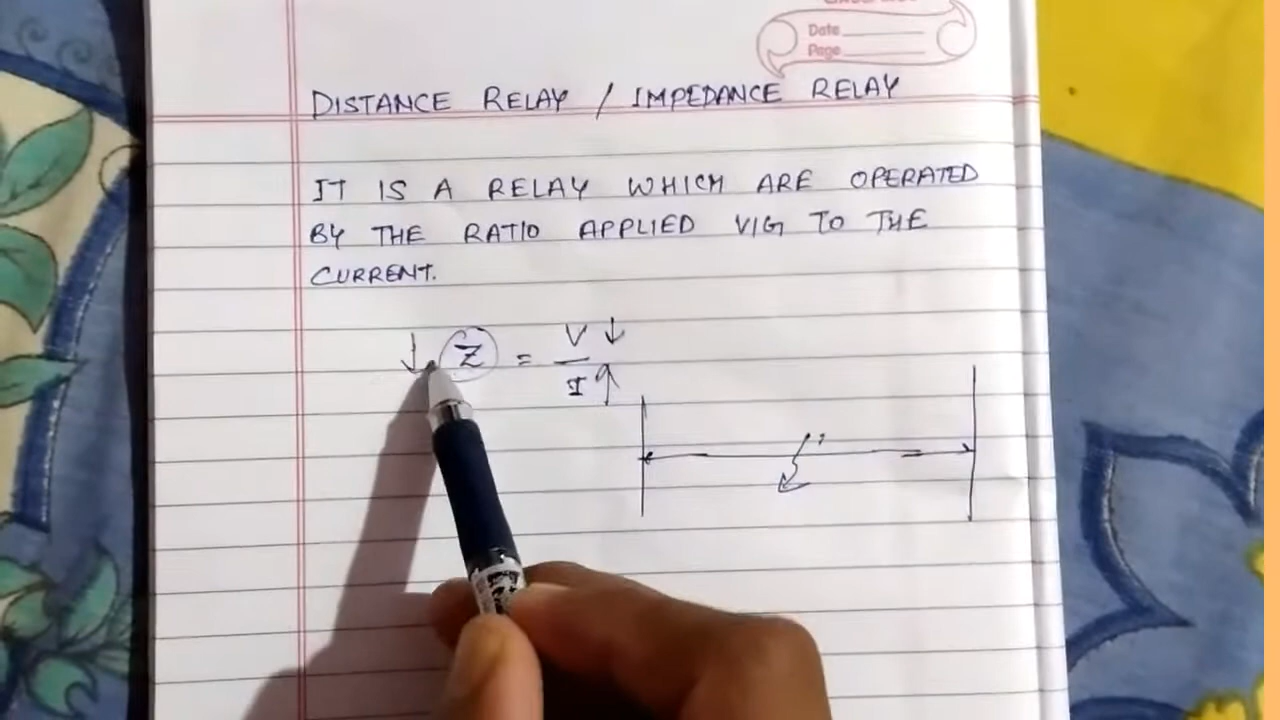 Date
Page
DISTANCE RELAY / IMPEDANCE RELAY
IT IS A RELAY WHICH ARE OPERATED
BY THE RATIO APPLIED V/G TO THE
CURRENT.
↓ Z = V↓ / I↑